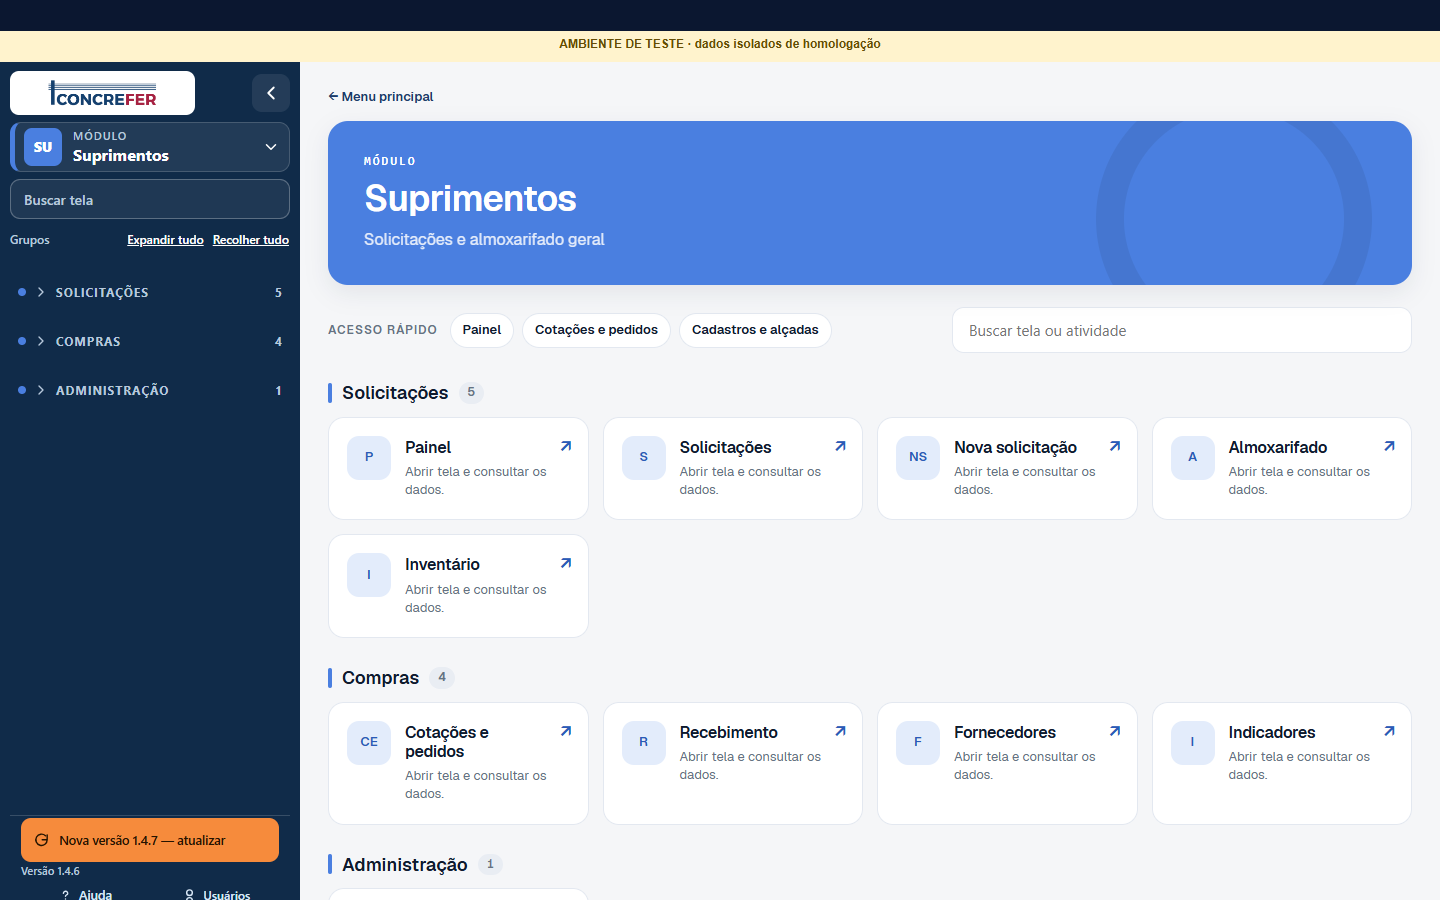 AMBIENTE DE TESTE · dados isolados de homologação
CONCREFER
SU
MÓDULO
Suprimentos
Buscar tela
Grupos
Expandir tudo
Recolher tudo
SOLICITAÇÕES
5
COMPRAS
4
ADMINISTRAÇÃO
1
Nova versão 1.4.7 — atualizar
Versão 1.4.6
? Ajuda
Usuários
← Menu principal
MÓDULO
Suprimentos
Solicitações e almoxarifado geral
ACESSO RÁPIDO
Painel
Cotações e pedidos
Cadastros e alçadas
Buscar tela ou atividade
Solicitações
5
P
Painel
Abrir tela e consultar os
dados.
S
Solicitações
Abrir tela e consultar os
dados.
NS
Nova solicitação
Abrir tela e consultar os
dados.
A
Almoxarifado
Abrir tela e consultar os
dados.
I
Inventário
Abrir tela e consultar os
dados.
Compras
4
CE
Cotações e
pedidos
Abrir tela e consultar os
dados.
R
Recebimento
Abrir tela e consultar os
dados.
F
Fornecedores
Abrir tela e consultar os
dados.
I
Indicadores
Abrir tela e consultar os
dados.
Administração
1